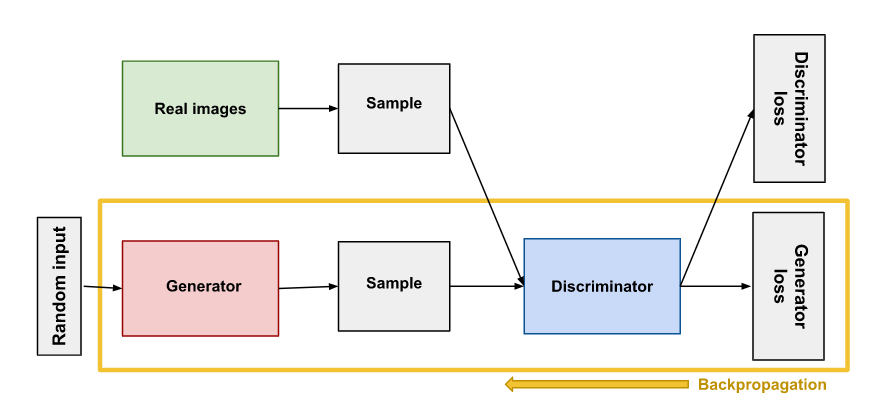 Real images
Sample
Discriminator
loss
Random input
Generator
Sample
Discriminator
Generator
loss
Backpropagation